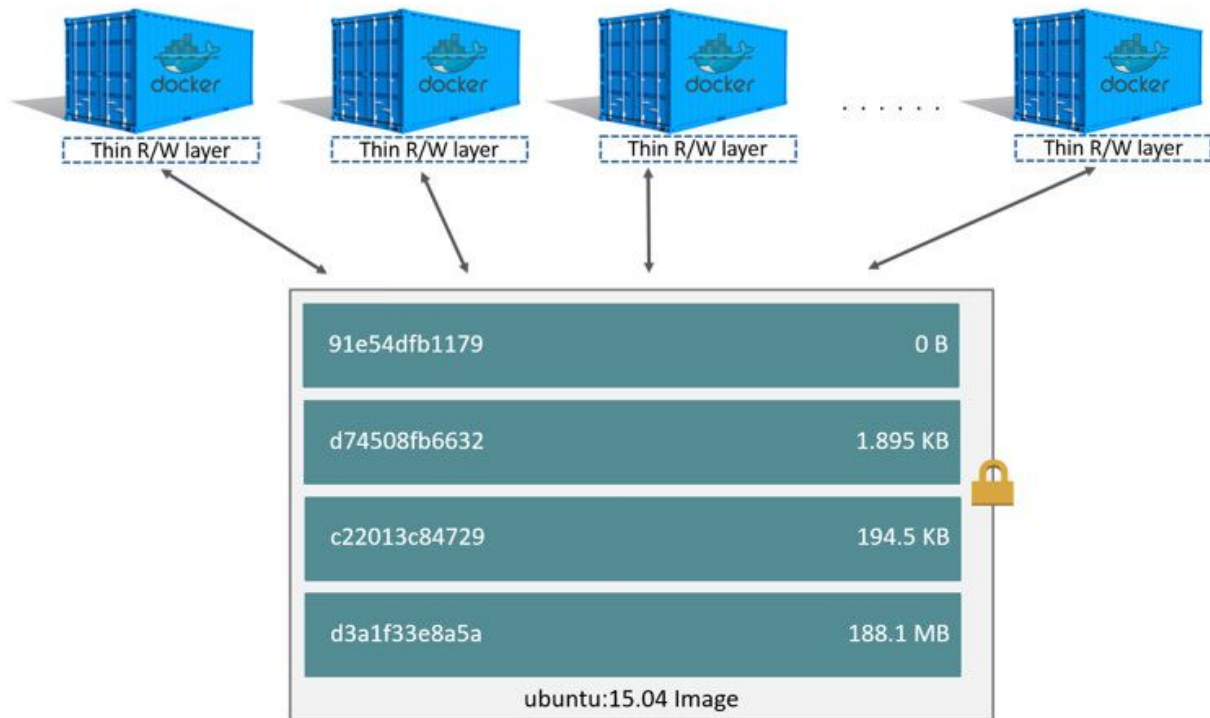 docker docker docker docker
. . . . . .
Thin R/W layer Thin R/W layer Thin R/W layer Thin R/W layer
91e54dfb1179 0 B
d74508fb6632 1.895 KB
c22013c84729 194.5 KB
d3a1f33e8a5a 188.1 MB
ubuntu:15.04 Image